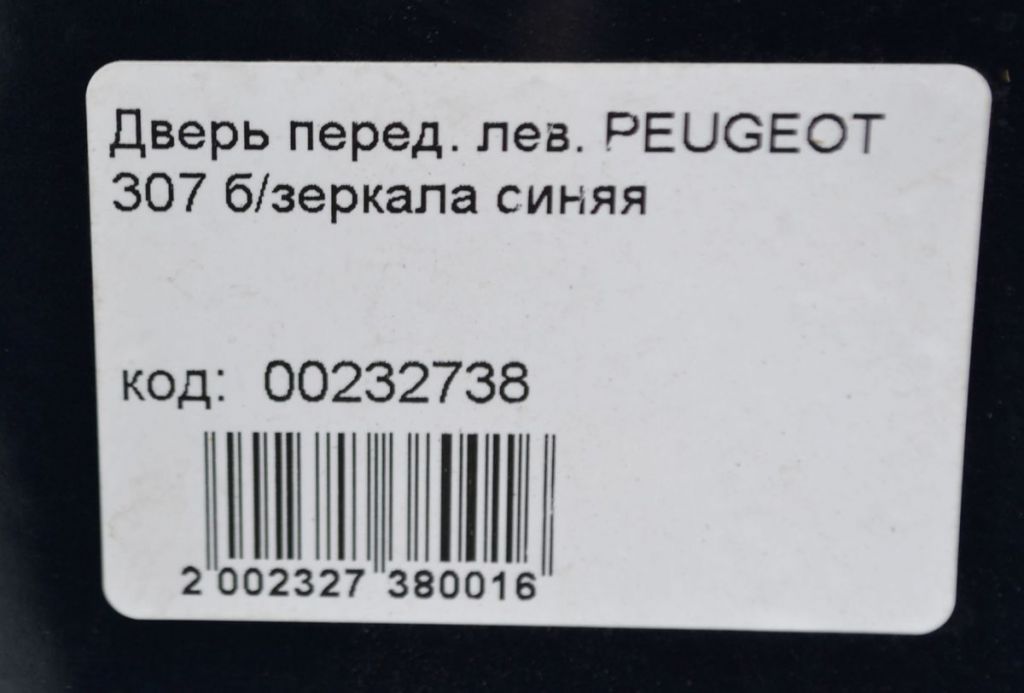 Дверь перед. лев. PEUGEOT
307 б/зеркала синяя
код: 00232738
2 002327 380016